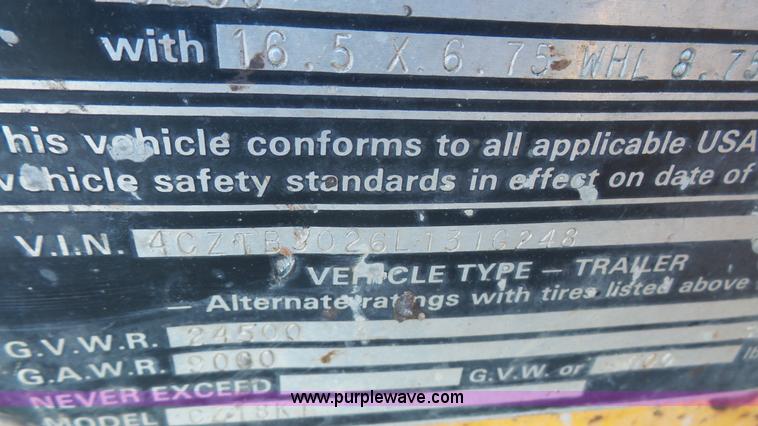 with 16.5 X 6.75 WHL 8.75
his vehicle conforms to all applicable USA
vehicle safety standards in effect on date of
V.I.N. 4CZTB3026L131G248
VEHICLE TYPE — TRAILER
— Alternate ratings with tires listed above
G.V.W.R. 24500
G.A.W.R. 9000
NEVER EXCEED G.V.W. or
www.purplewave.com
MODEL